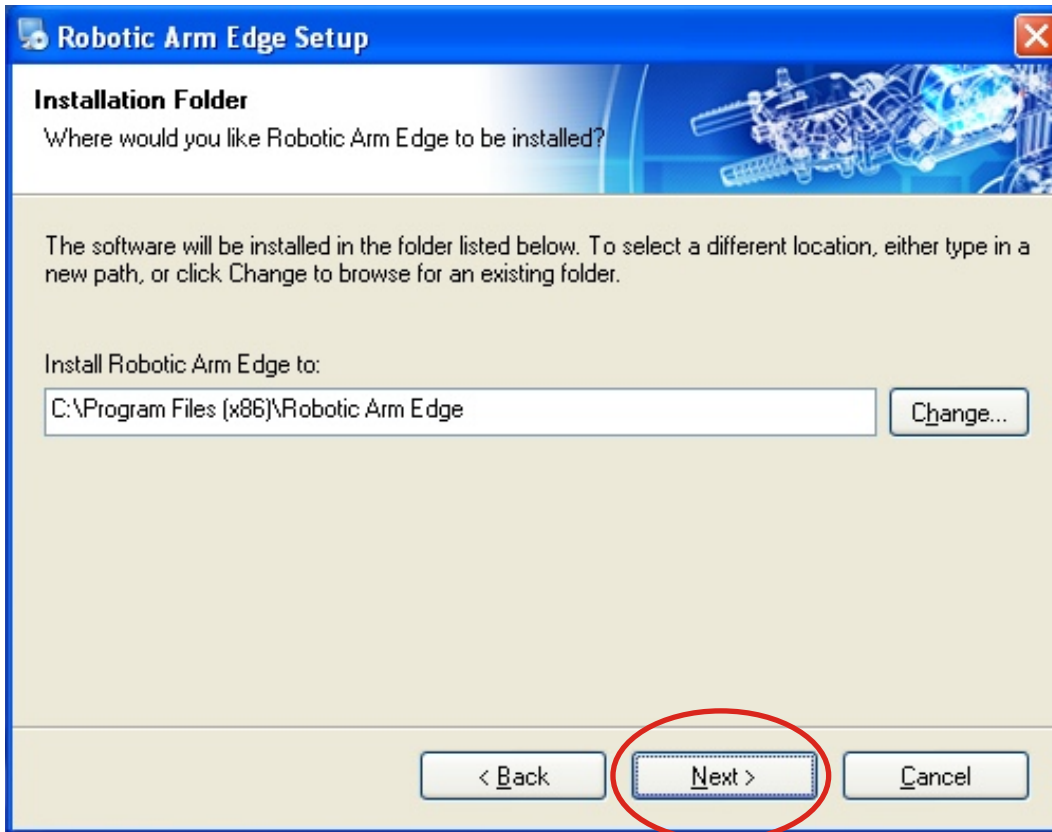 Robotic Arm Edge Setup
Installation Folder
Where would you like Robotic Arm Edge to be installed?
The software will be installed in the folder listed below. To select a different location, either type in a
new path, or click Change to browse for an existing folder.
Install Robotic Arm Edge to:
C:\Program Files (x86)\Robotic Arm Edge
Change...
< Back
Next >
Cancel